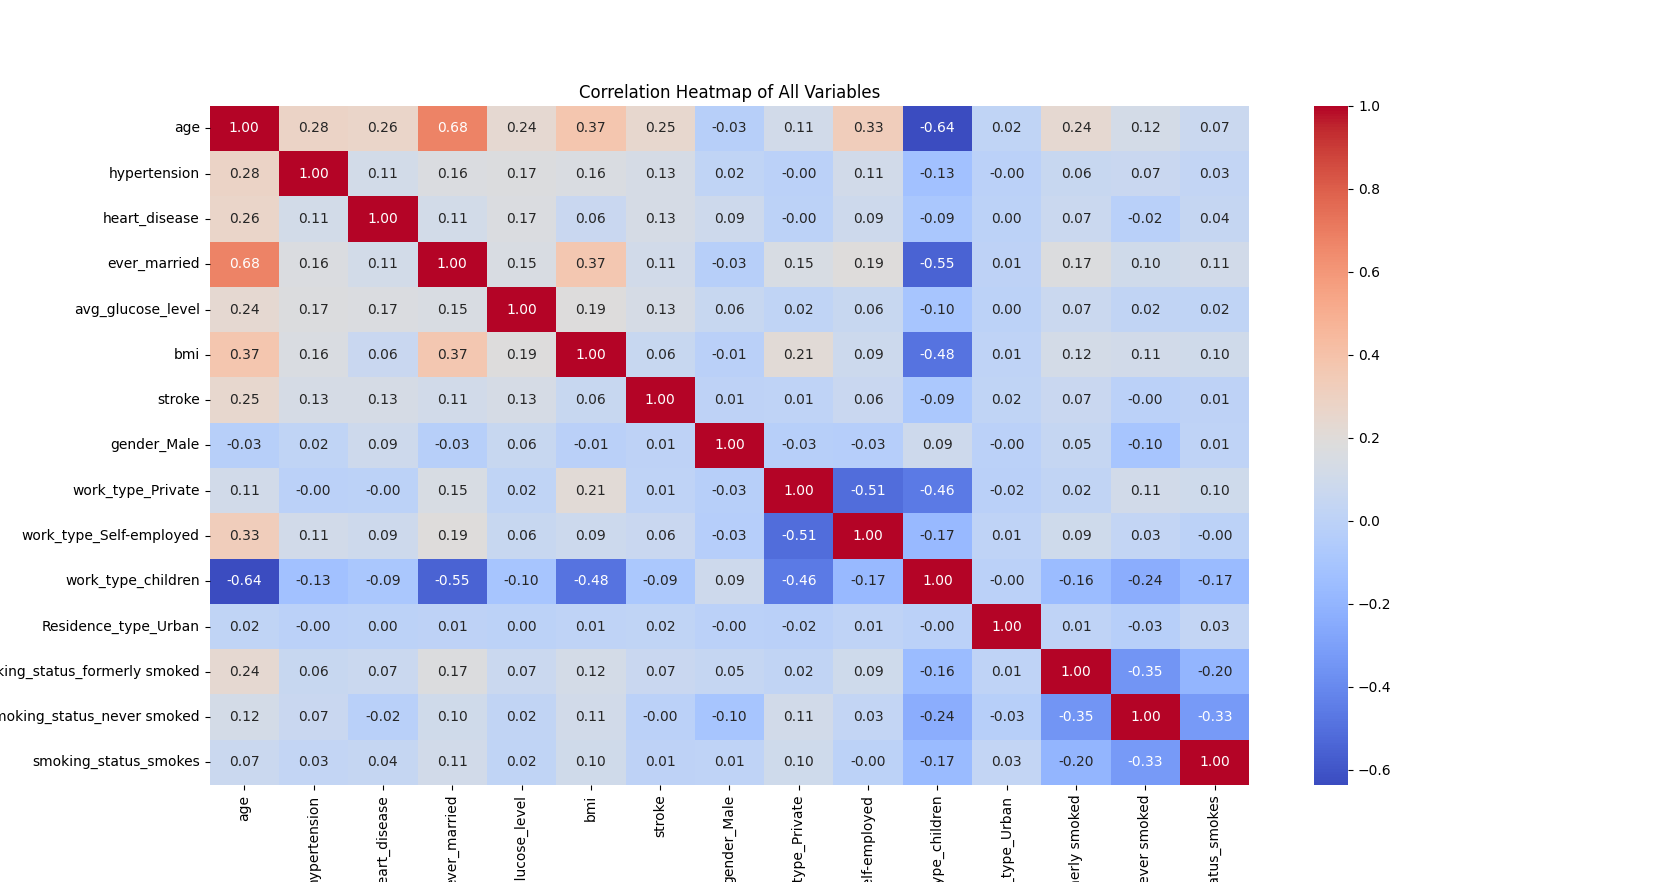 Correlation Heatmap of All Variables
age 1.00 0.28 0.26 0.68 0.24 0.37 0.25 -0.03 0.11 0.33 -0.64 0.02 0.24 0.12 0.07
hypertension 0.28 1.00 0.11 0.16 0.17 0.16 0.13 0.02 -0.00 0.11 -0.13 -0.00 0.06 0.07 0.03
heart_disease 0.26 0.11 1.00 0.11 0.17 0.06 0.13 0.09 -0.00 0.09 -0.09 0.00 0.07 -0.02 0.04
ever_married 0.68 0.16 0.11 1.00 0.15 0.37 0.11 -0.03 0.15 0.19 -0.55 0.01 0.17 0.10 0.11
avg_glucose_level 0.24 0.17 0.17 0.15 1.00 0.19 0.13 0.06 0.02 0.06 -0.10 0.00 0.07 0.02 0.02
bmi 0.37 0.16 0.06 0.37 0.19 1.00 0.06 -0.01 0.21 0.09 -0.48 0.01 0.12 0.11 0.10
stroke 0.25 0.13 0.13 0.11 0.13 0.06 1.00 0.01 0.01 0.06 -0.09 0.02 0.07 -0.00 0.01
gender_Male -0.03 0.02 0.09 -0.03 0.06 -0.01 0.01 1.00 -0.03 -0.03 0.09 -0.00 0.05 -0.10 0.01
work_type_Private 0.11 -0.00 -0.00 0.15 0.02 0.21 0.01 -0.03 1.00 -0.51 -0.46 -0.02 0.02 0.11 0.10
work_type_Self-employed 0.33 0.11 0.09 0.19 0.06 0.09 0.06 -0.03 -0.51 1.00 -0.17 0.01 0.09 0.03 -0.00
work_type_children -0.64 -0.13 -0.09 -0.55 -0.10 -0.48 -0.09 0.09 -0.46 -0.17 1.00 -0.00 -0.16 -0.24 -0.17
Residence_type_Urban 0.02 -0.00 0.00 0.01 0.00 0.01 0.02 -0.00 -0.02 0.01 -0.00 1.00 0.01 -0.03 0.03
king_status_formerly smoked 0.24 0.06 0.07 0.17 0.07 0.12 0.07 0.05 0.02 0.09 -0.16 0.01 1.00 -0.35 -0.20
moking_status_never smoked 0.12 0.07 -0.02 0.10 0.02 0.11 -0.00 -0.10 0.11 0.03 -0.24 -0.03 -0.35 1.00 -0.33
smoking_status_smokes 0.07 0.03 0.04 0.11 0.02 0.10 0.01 0.01 0.10 -0.00 -0.17 0.03 -0.20 -0.33 1.00
age
hypertension
eart_disease
ever_married
lucose_level
bmi
stroke
gender_Male
type_Private
elf-employed
ype_children
_type_Urban
nerly smoked
ever smoked
atus_smokes
1.0
0.8
0.6
0.4
0.2
0.0
−0.2
−0.4
−0.6